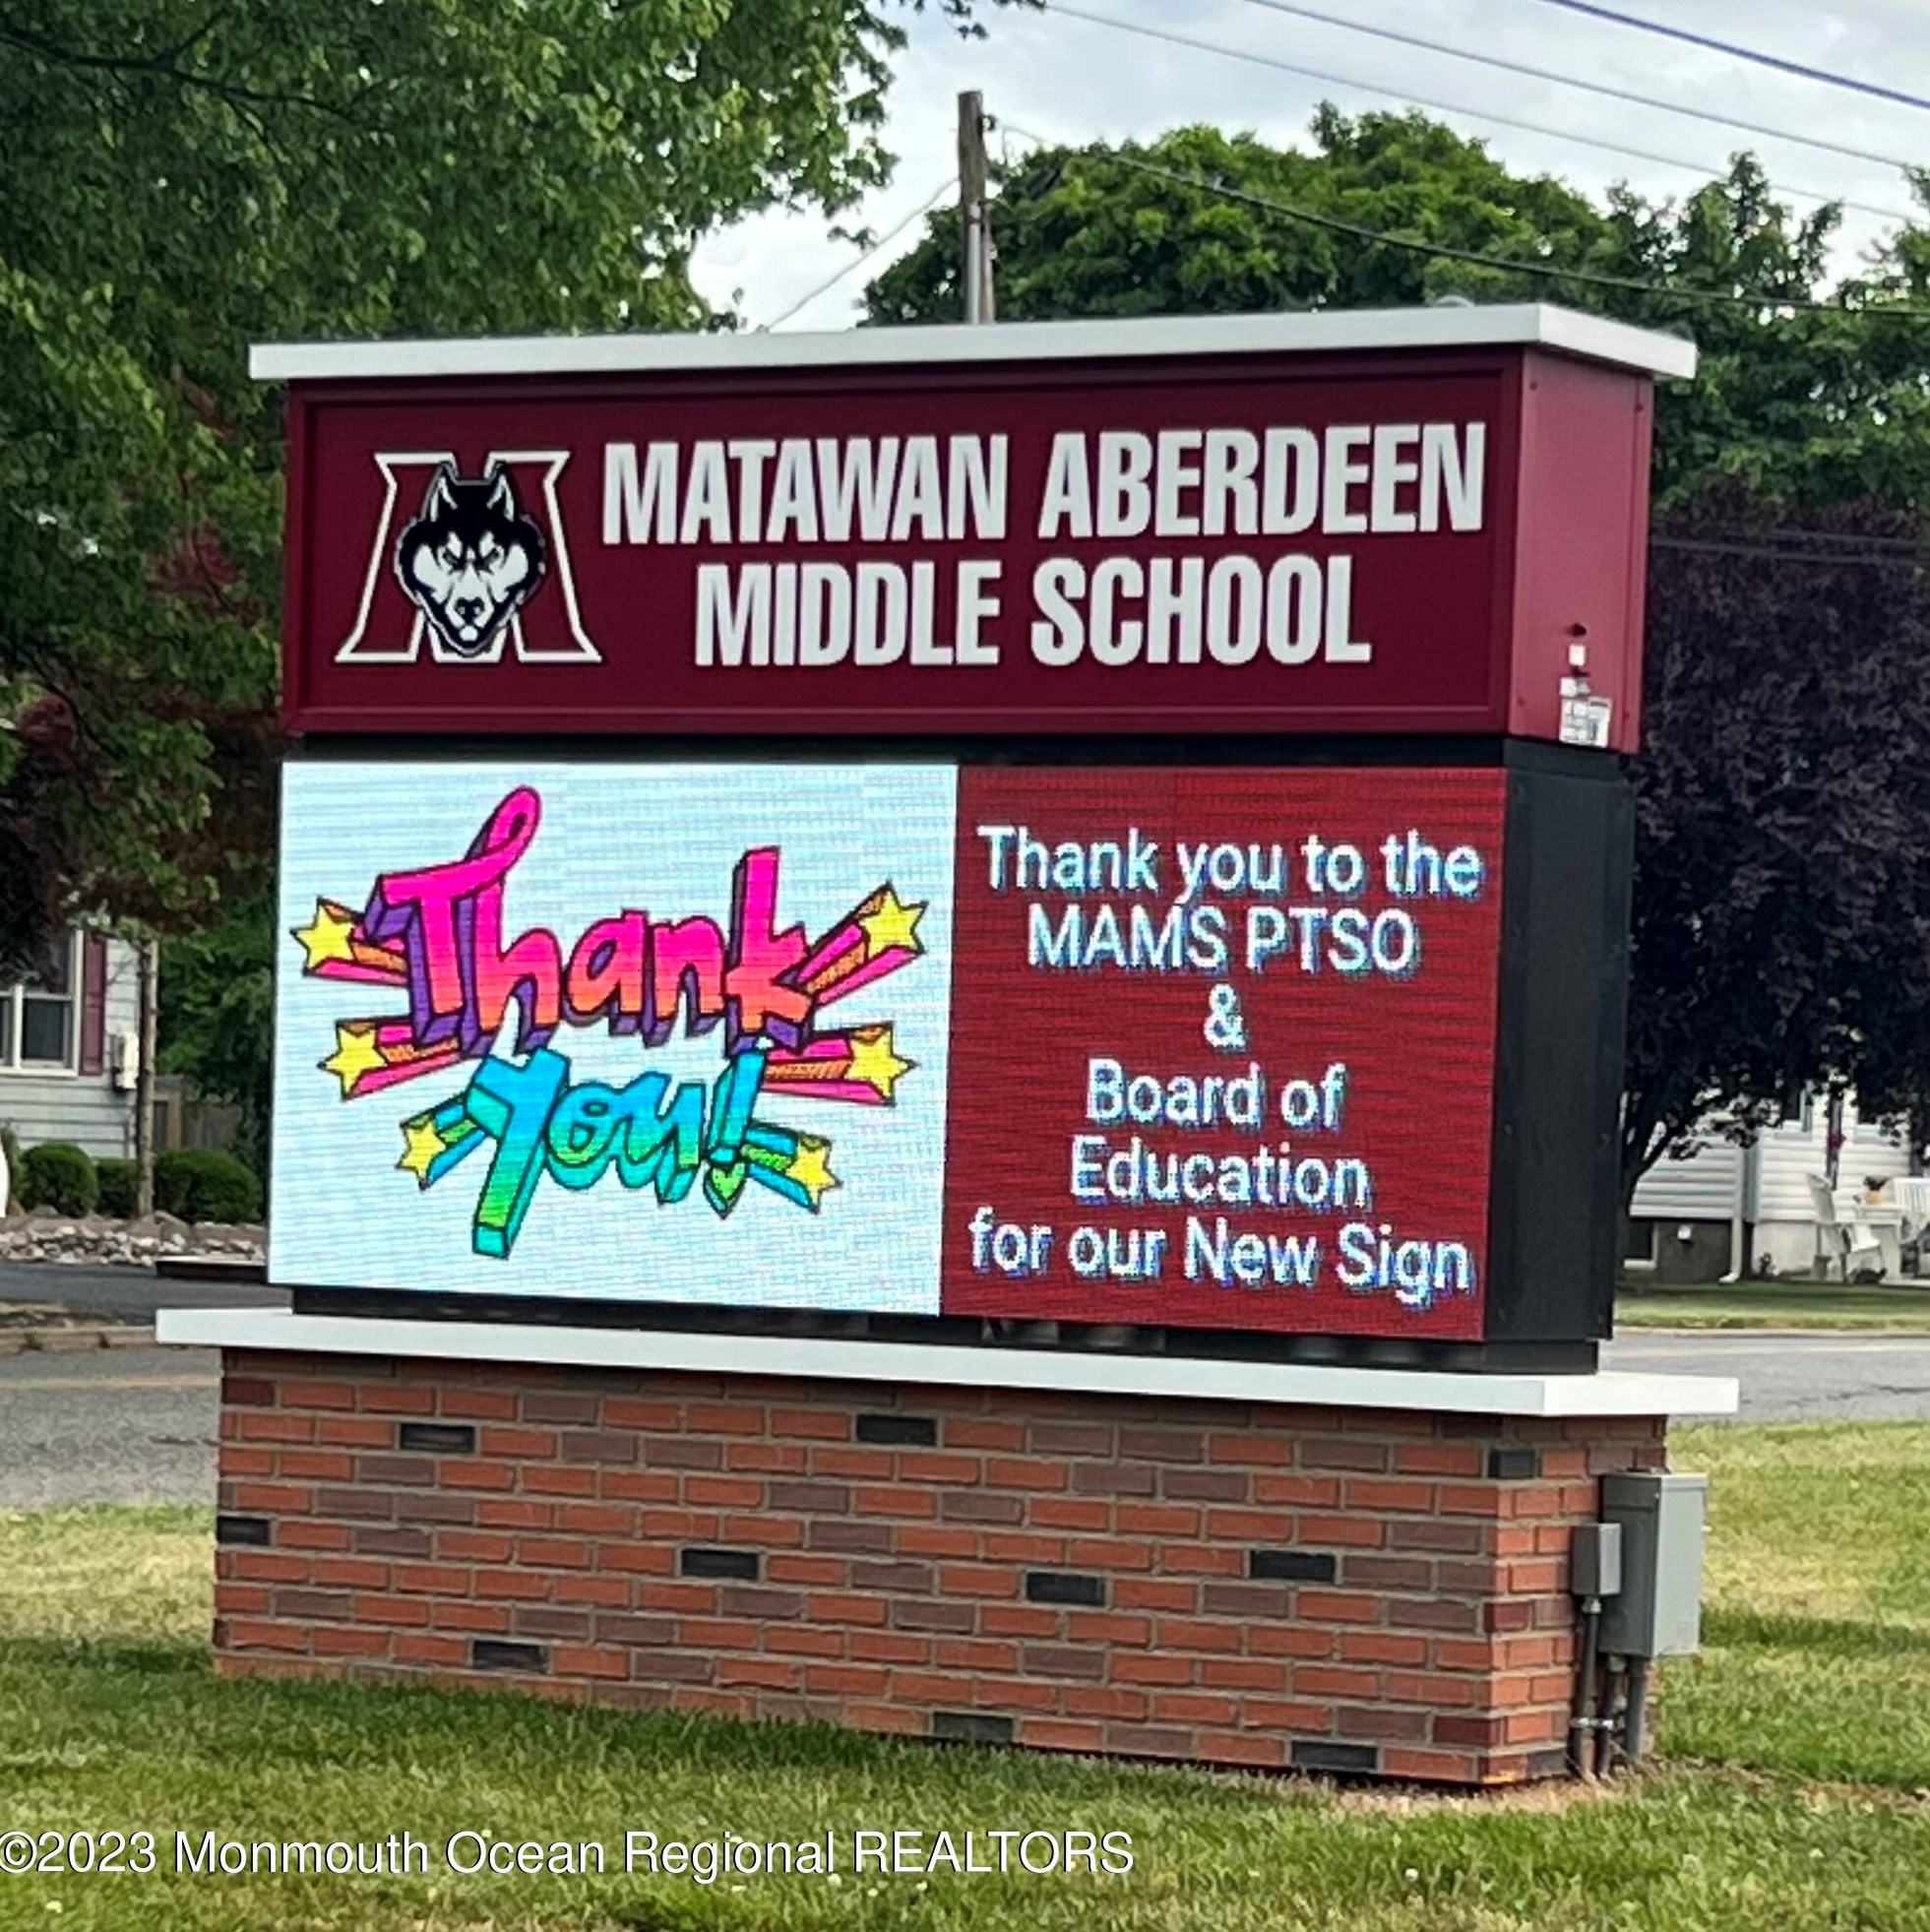 MATAWAN ABERDEEN
MIDDLE SCHOOL
Thank
You!
Thank you to the
MAMS PTSO
&
Board of
Education
for our New Sign
©2023 Monmouth Ocean Regional REALTORS